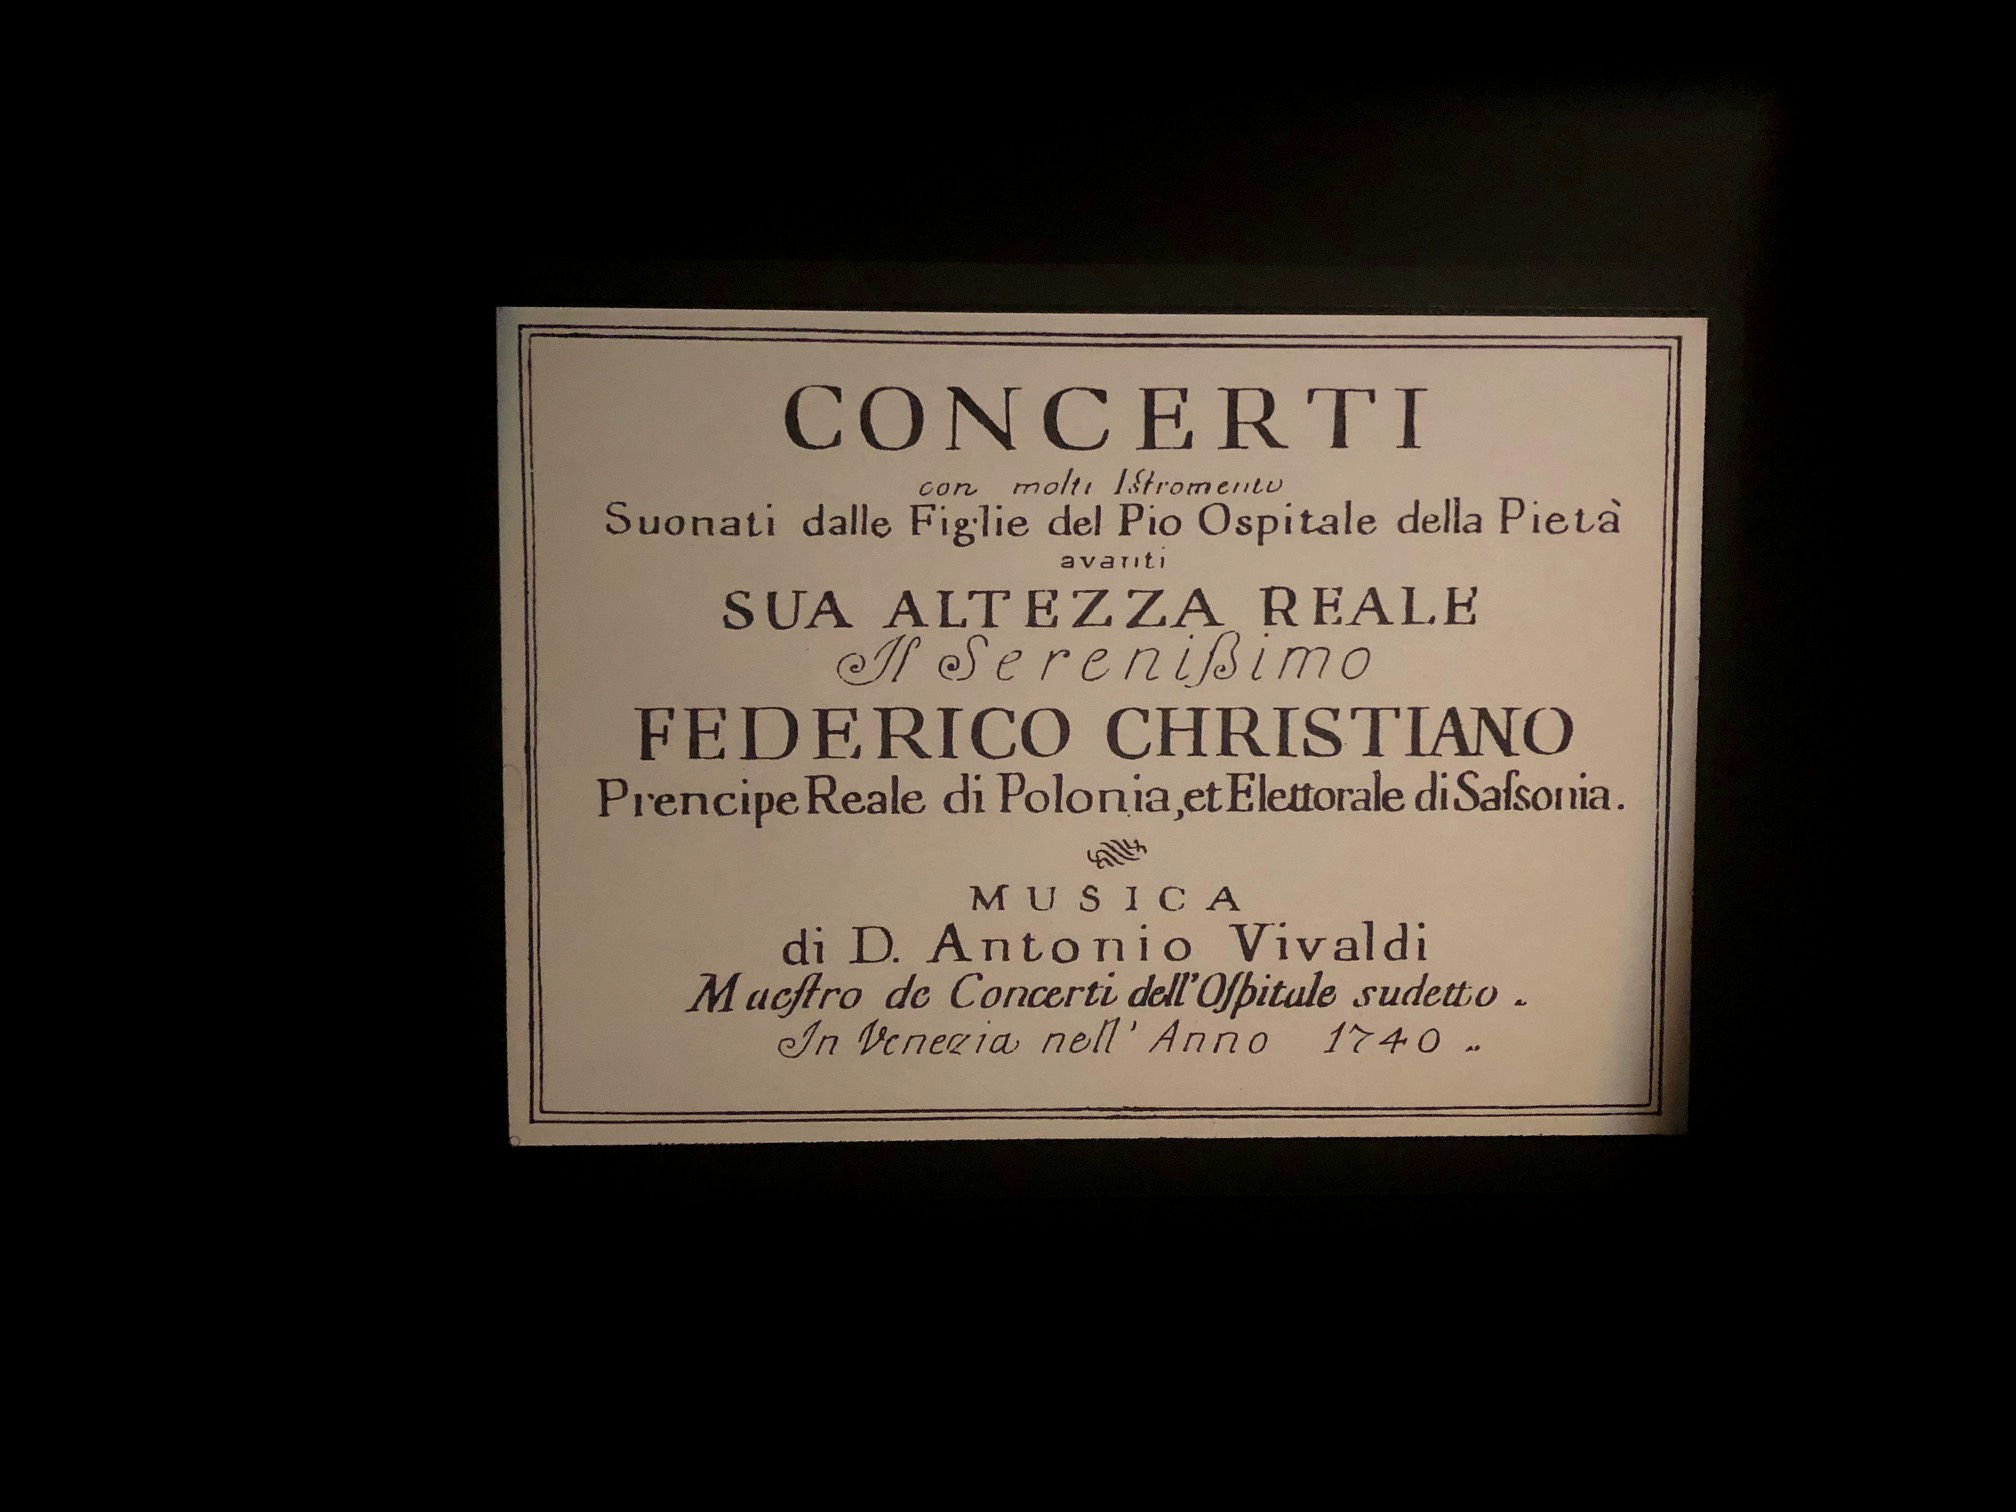 CONCERTI
con molti Istromenti
Suonati dalle Figlie del Pio Ospitale della Pietà
avanti
SUA ALTEZZA REALE
Il Serenißimo
FEDERICO CHRISTIANO
Prencipe Reale di Polonia, et Elettorale di Saſsonia.
MUSICA
di D. Antonio Vivaldi
Maeſtro de Concerti dell'Oſpitale sudetto.
In Venezia nell' Anno 1740